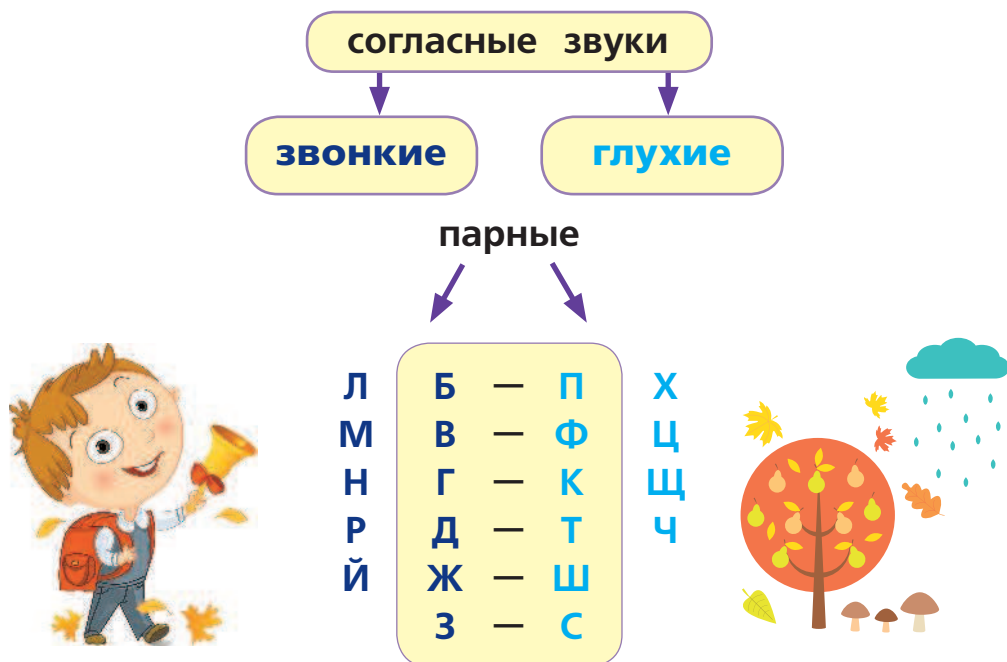 согласные звуки
звонкие глухие
парные
Л Б — П Х
М В — Ф Ц
Н Г — К Щ
Р Д — Т Ч
Й Ж — Ш
З — С